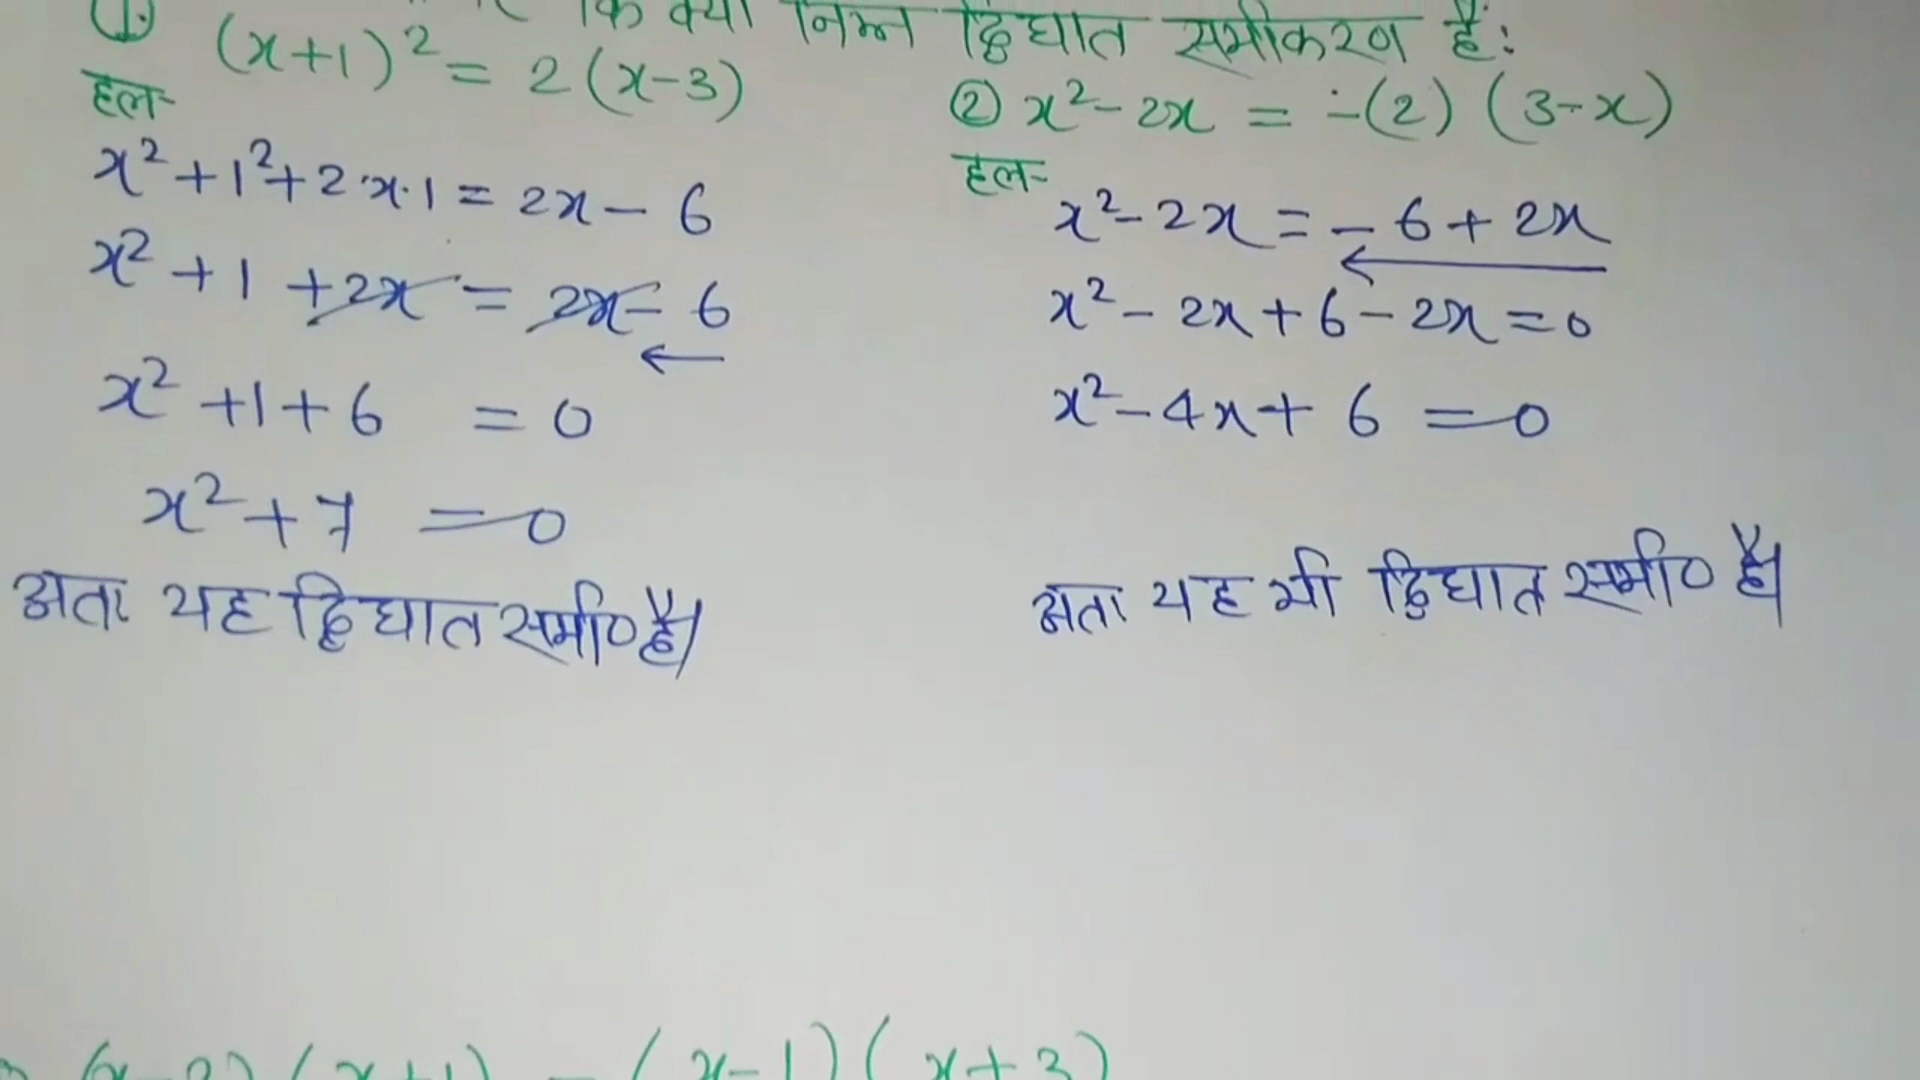 कि क्या निम्न द्विघात समीकरण हैं:
① (x+1)² = 2(x-3)
हल-
x² + 1² + 2·x·1 = 2x - 6
x² + 1 + 2x = 2x - 6
x² + 1 + 6 = 0
x² + 7 = 0
अतः यह द्विघात समी० है।
② x² - 2x = -(2) (3-x)
हल-
x² - 2x = - 6 + 2x
x² - 2x + 6 - 2x = 0
x² - 4x + 6 = 0
अतः यह भी द्विघात समी० है।
(x-2)(x+1) = (x-1)(x+3)